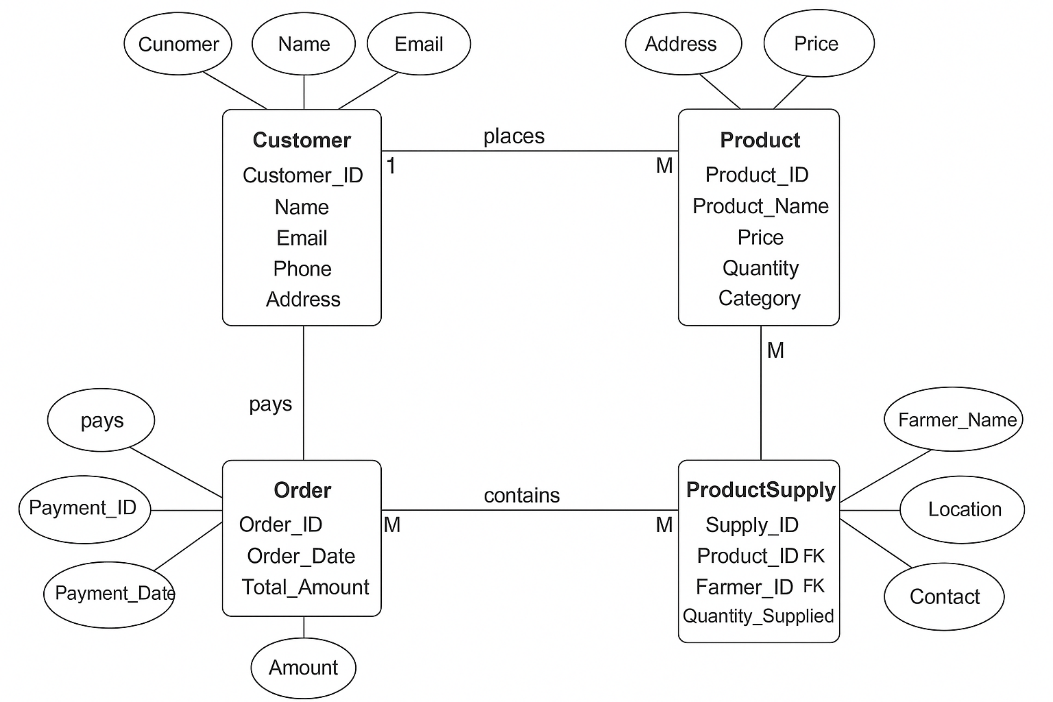 Cunomer
Name
Email
Address
Price
Customer
Customer_ID
Name
Email
Phone
Address
places
1
M
Product
Product_ID
Product_Name
Price
Quantity
Category
M
pays
pays
Payment_ID
Payment_Date
Order
Order_ID
Order_Date
Total_Amount
Amount
contains
M
M
ProductSupply
Supply_ID
Product_ID FK
Farmer_ID FK
Quantity_Supplied
Farmer_Name
Location
Contact